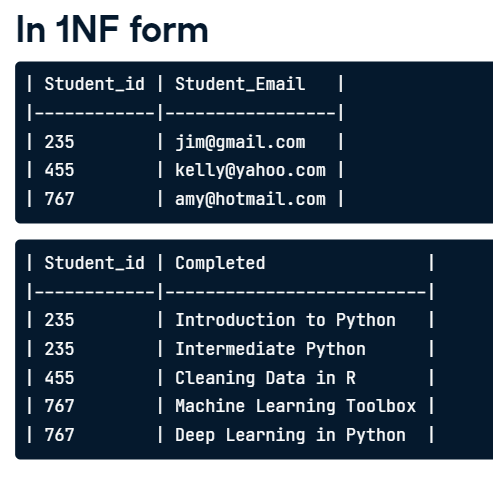 In 1NF form
| Student_id | Student_Email   |
|------------|-----------------|
| 235        | jim@gmail.com   |
| 455        | kelly@yahoo.com |
| 767        | amy@hotmail.com |
| Student_id | Completed                |
|------------|--------------------------|
| 235        | Introduction to Python   |
| 235        | Intermediate Python      |
| 455        | Cleaning Data in R       |
| 767        | Machine Learning Toolbox |
| 767        | Deep Learning in Python  |